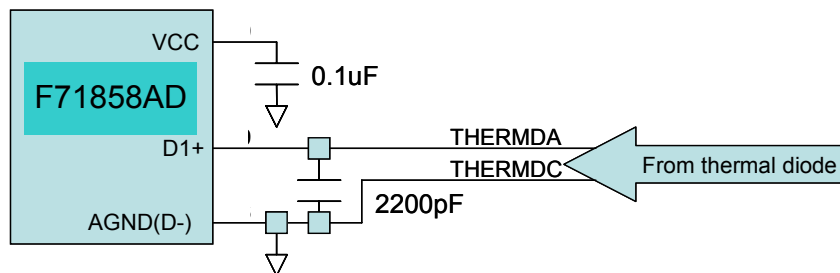 VCC
0.1uF
F71858AD
D1+
THERMDA
THERMDC
From thermal diode
2200pF
AGND(D-)